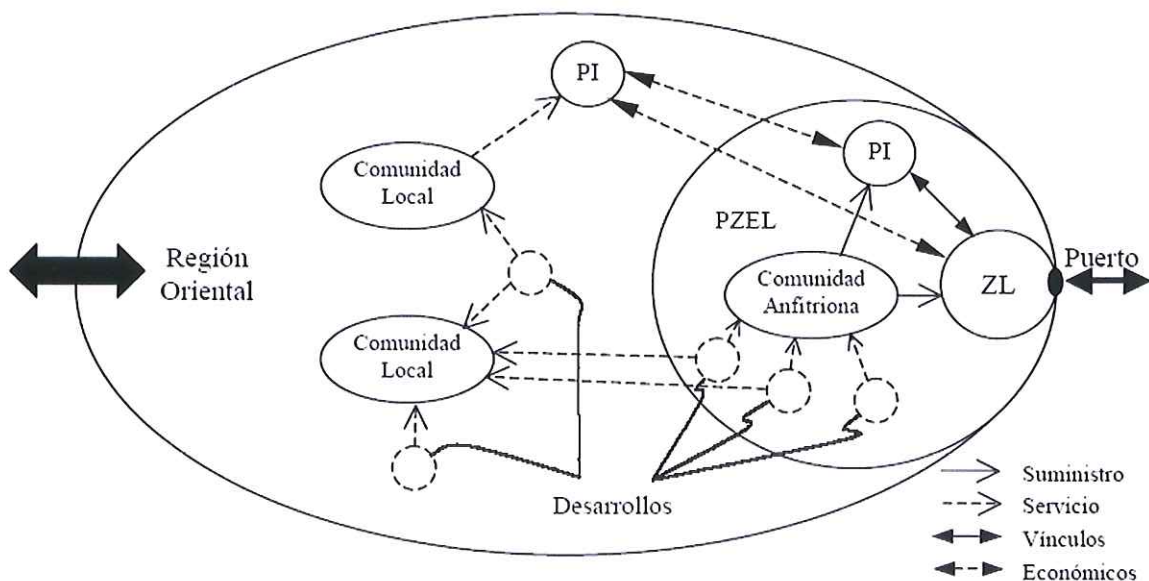 PI
PI
Comunidad
Local
PZEL
Región
Oriental
Comunidad
Anfitriona
ZL
Puerto
Comunidad
Local
Desarrollos
Suministro
Servicio
Vínculos
Económicos